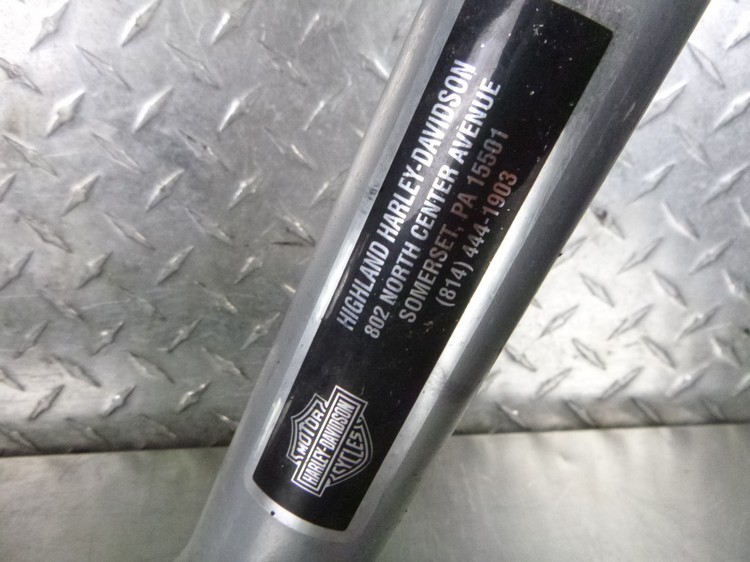 HIGHLAND HARLEY-DAVIDSON
802 NORTH CENTER AVENUE
SOMERSET, PA 15501
(814) 444-1903
MOTOR
HARLEY-DAVIDSON
CYCLES